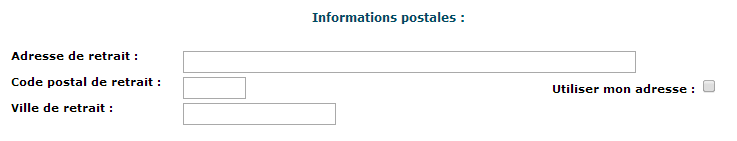 Informations postales :
Adresse de retrait :
Code postal de retrait :
Utiliser mon adresse :
Ville de retrait :